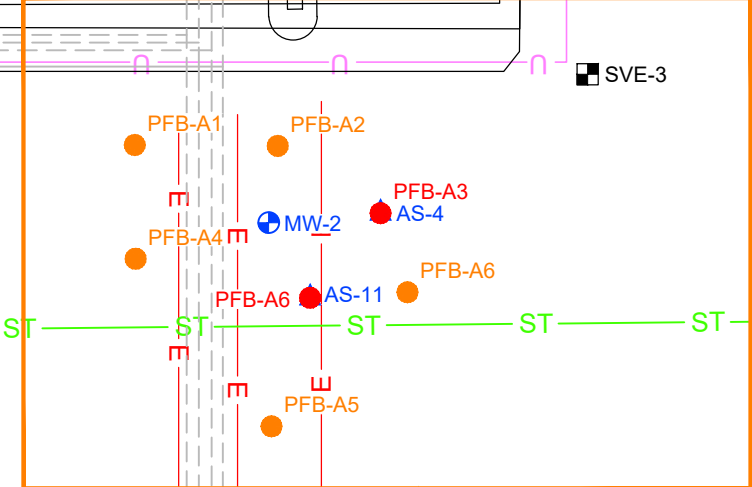 U U U
SVE-3
PFB-A1
PFB-A2
PFB-A3
E
AS-4
MW-2
E
PFB-A4
PFB-A6
PFB-A6
AS-11
ST ST ST ST ST
E
E
E
PFB-A5